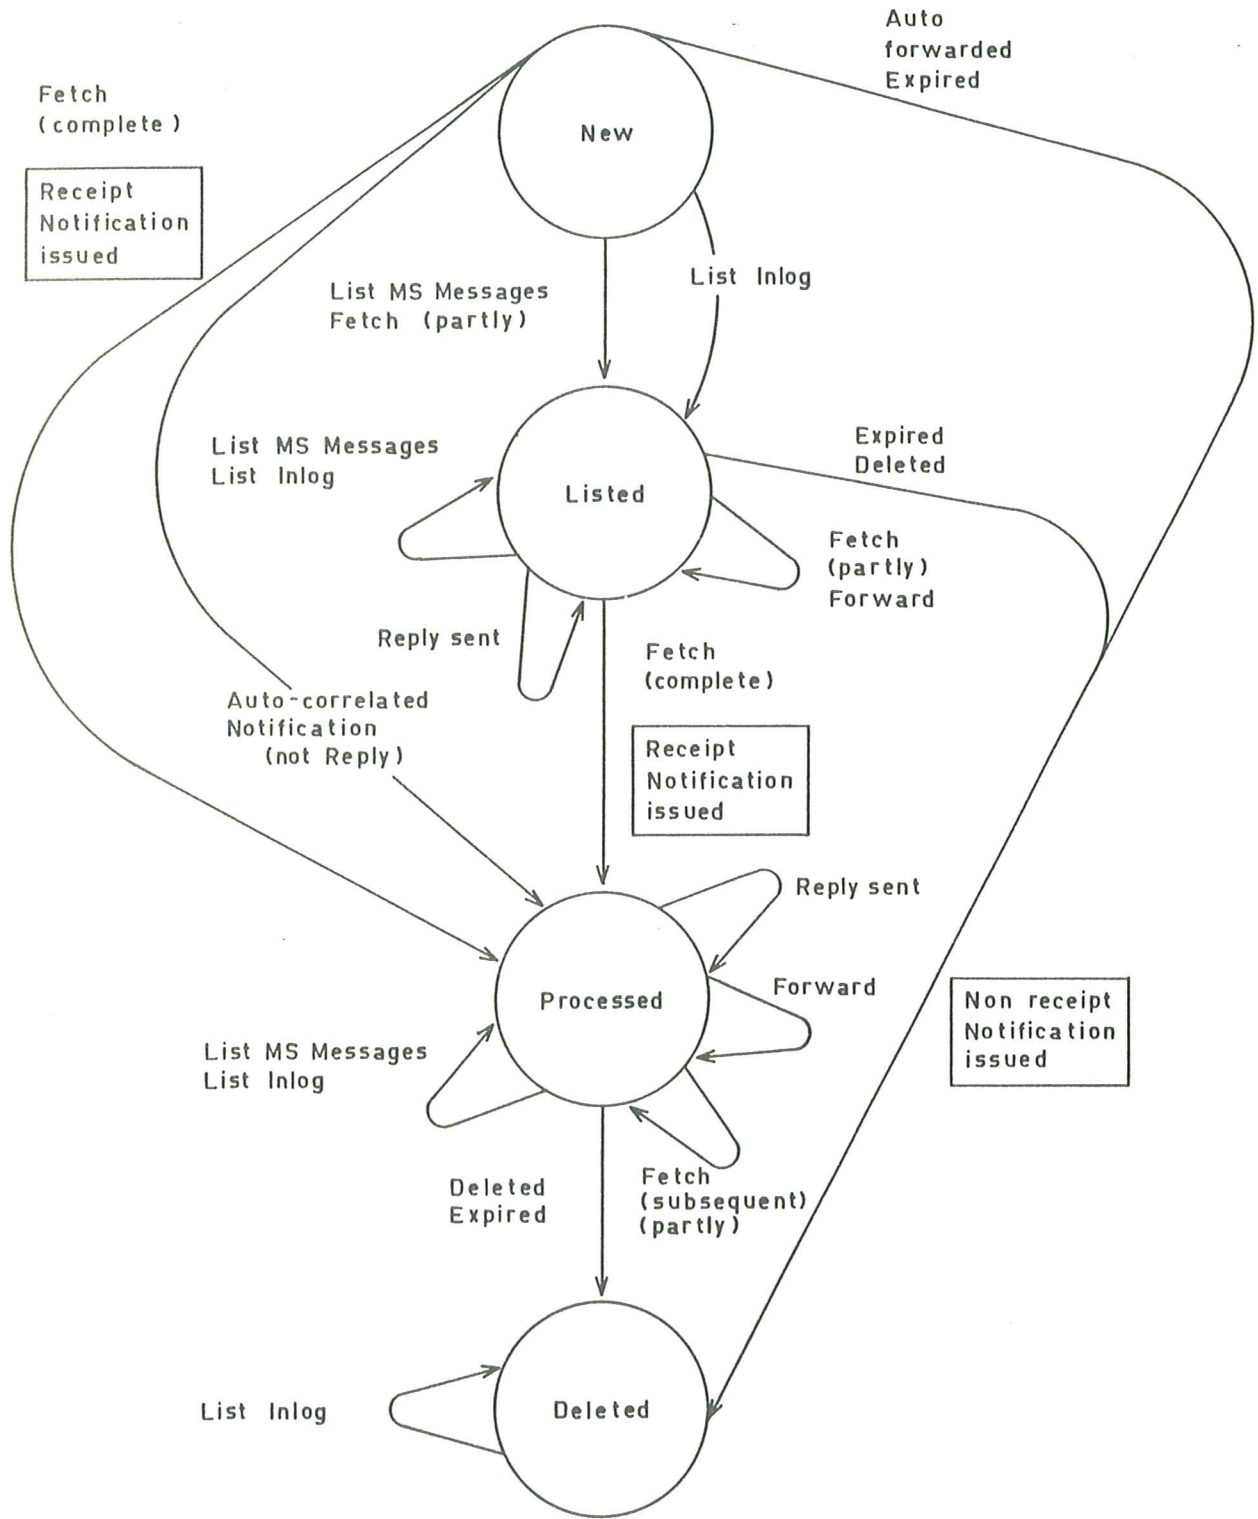 Auto
forwarded
Expired
Fetch
(complete)
New
Receipt
Notification
issued
List Inlog
List MS Messages
Fetch (partly)
Expired
Deleted
List MS Messages
List Inlog
Listed
Fetch
(partly)
Forward
Reply sent
Fetch
(complete)
Auto-correlated
Notification
(not Reply)
Receipt
Notification
issued
Reply sent
Forward
Processed
Non receipt
Notification
issued
List MS Messages
List Inlog
Deleted
Expired
Fetch
(subsequent)
(partly)
List Inlog
Deleted